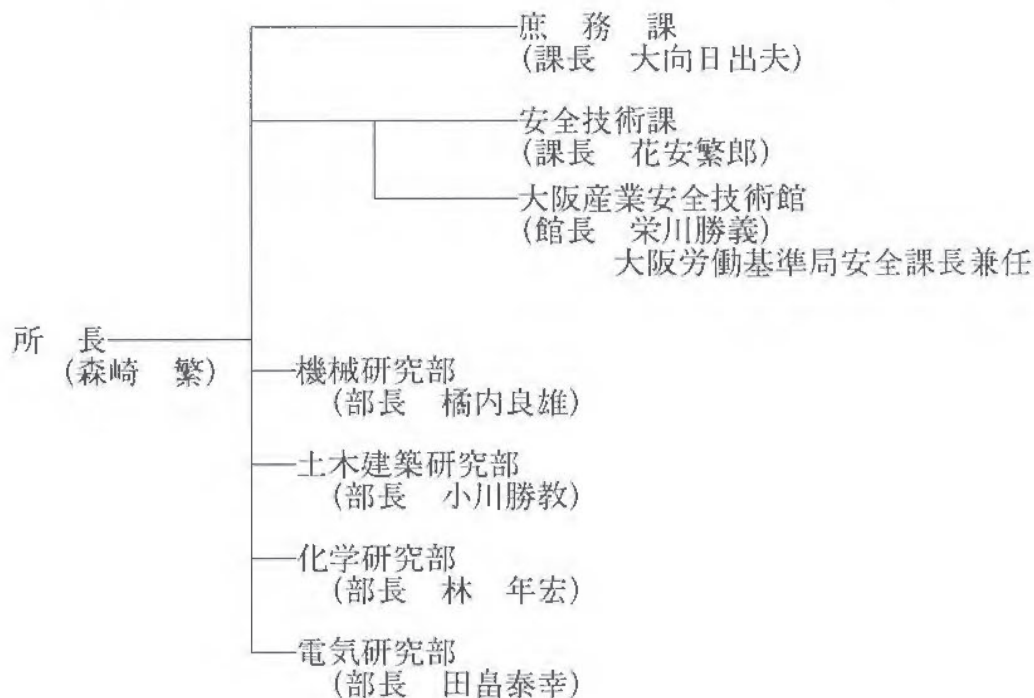 庶　務　課
(課長　大向日出夫)
安全技術課
(課長　花安繁郎)
大阪産業安全技術館
(館長　栄川勝義)
大阪労働基準局安全課長兼任
所　長
(森崎　繁)
機械研究部
(部長　橘内良雄)
土木建築研究部
(部長　小川勝教)
化学研究部
(部長　林　年宏)
電気研究部
(部長　田畠泰幸)